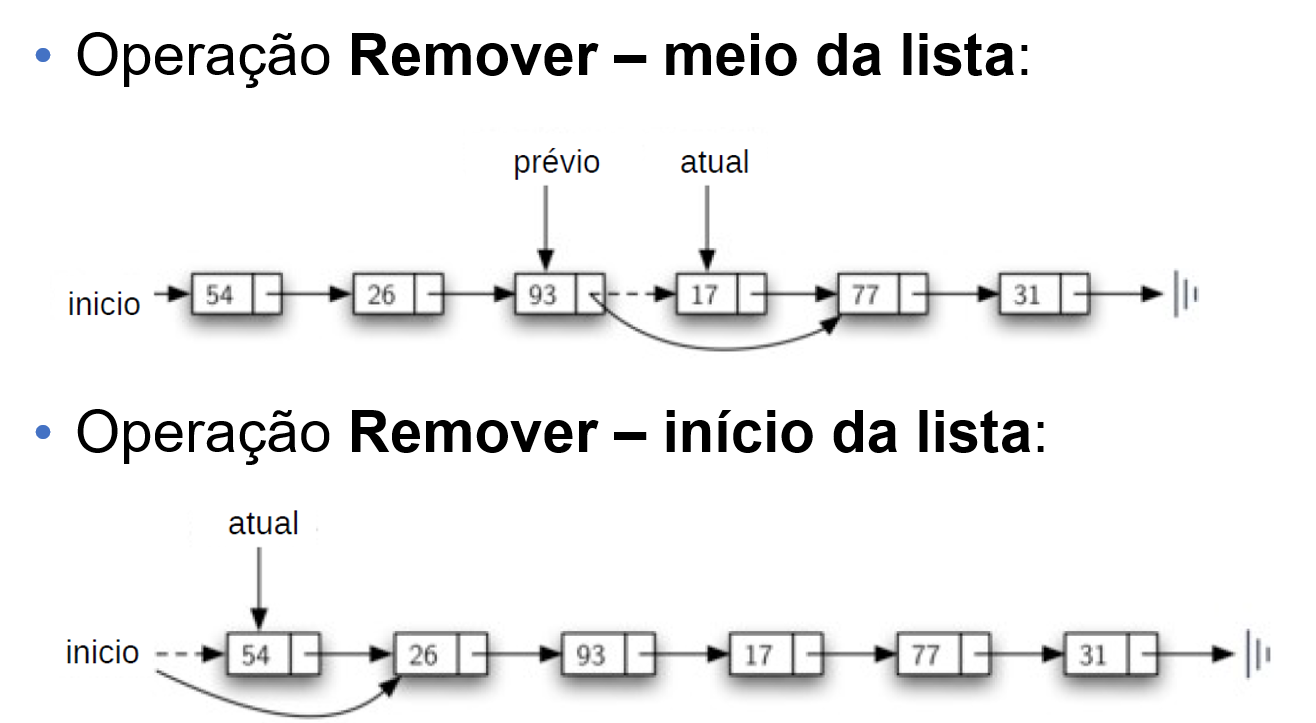 • Operação Remover – meio da lista:
prévio atual
inicio 54 26 93 17 77 31
• Operação Remover – início da lista:
atual
inicio 54 26 93 17 77 31